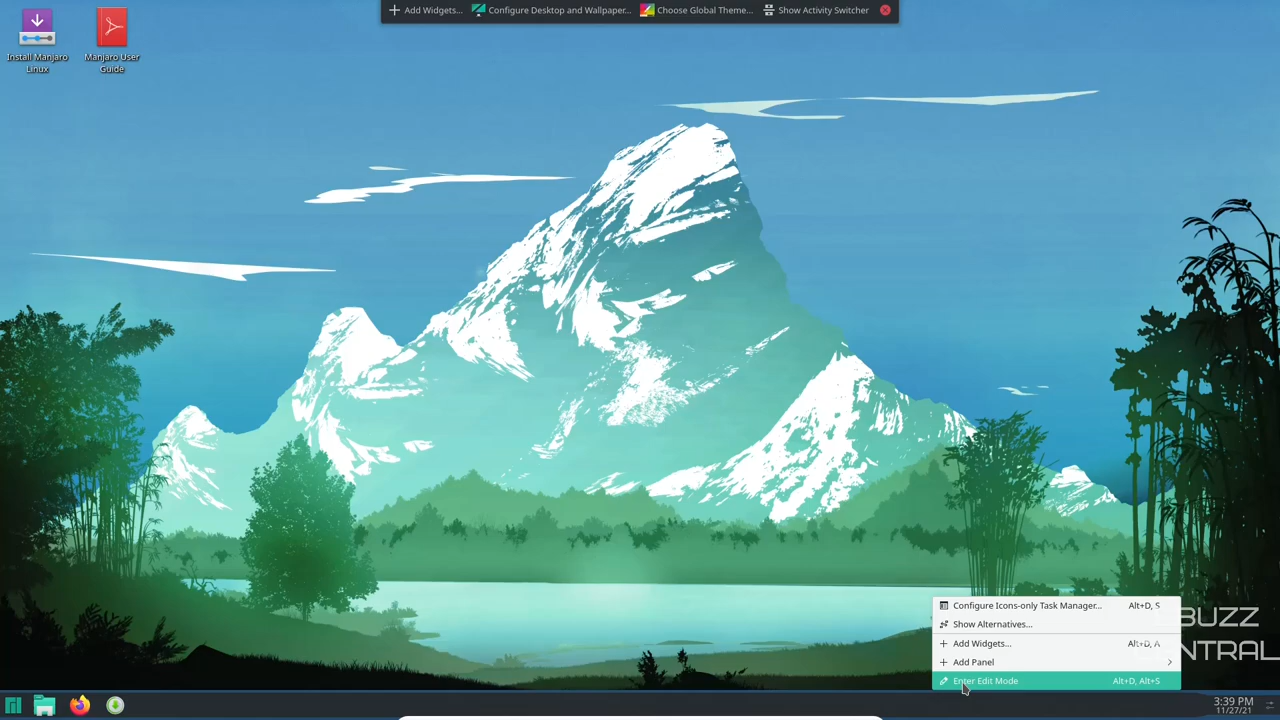 Add Widgets...
Configure Desktop and Wallpaper...
Choose Global Theme...
Show Activity Switcher
Install Manjaro
Linux
Manjaro User
Guide
Configure Icons-only Task Manager... Alt+D, S
Show Alternatives...
Add Widgets... Alt+D, A
Add Panel
Enter Edit Mode Alt+D, Alt+S
BUZZ
NTRAL
3:39 PM
11/27/21